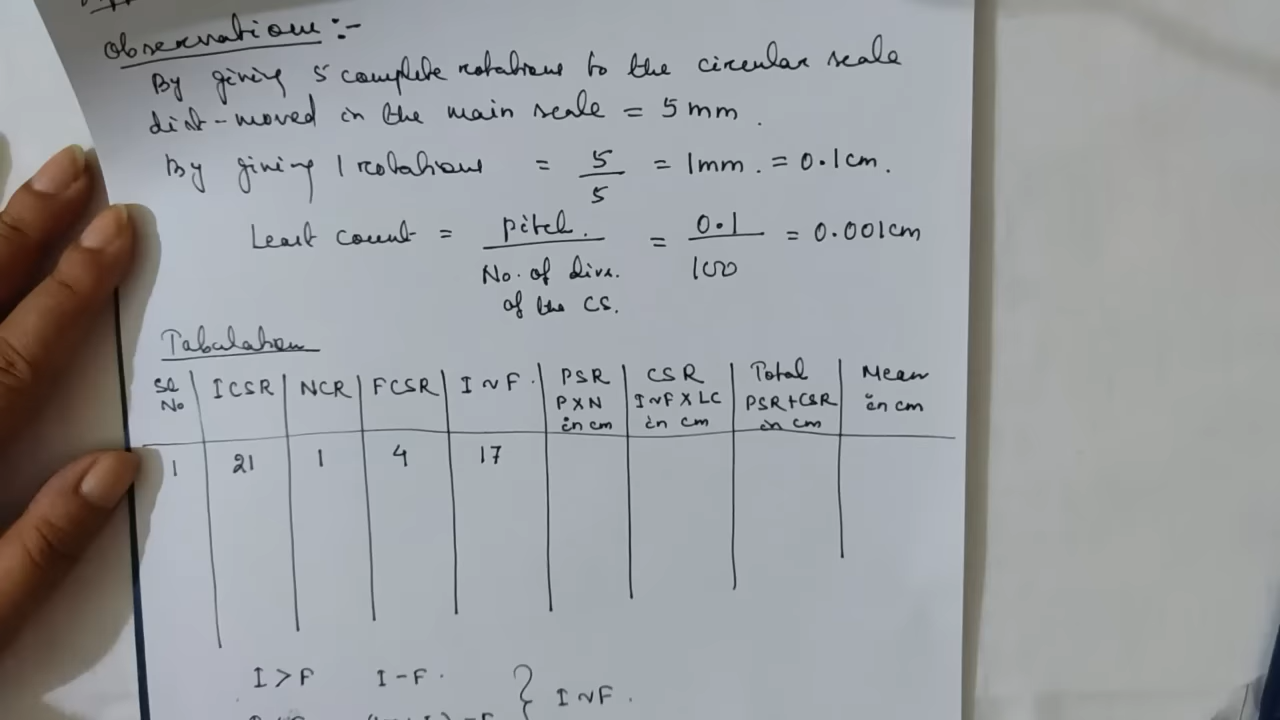 Observations :-
By giving 5 complete rotations to the circular scale
dist-moved in the main scale = 5 mm.
By giving 1 rotations = 5/5 = 1mm. = 0.1cm.
Least count = pitch. / No. of divs. of the CS. = 0.1/100 = 0.001cm
Tabulation
Sl No | ICSR | NCR | FCSR | I ~ F. | PSR P X N in cm | CSR I~F X LC in cm | Total PSR+CSR in cm | Mean in cm
1 | 21 | 1 | 4 | 17
I > F I - F. } I ~ F.